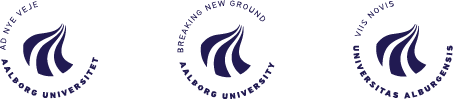 AD NYE VEJE
AALBORG UNIVERSITET
BREAKING NEW GROUND
AALBORG UNIVERSITY
VIIS NOVIS
UNIVERSITAS ALBURGENSIS